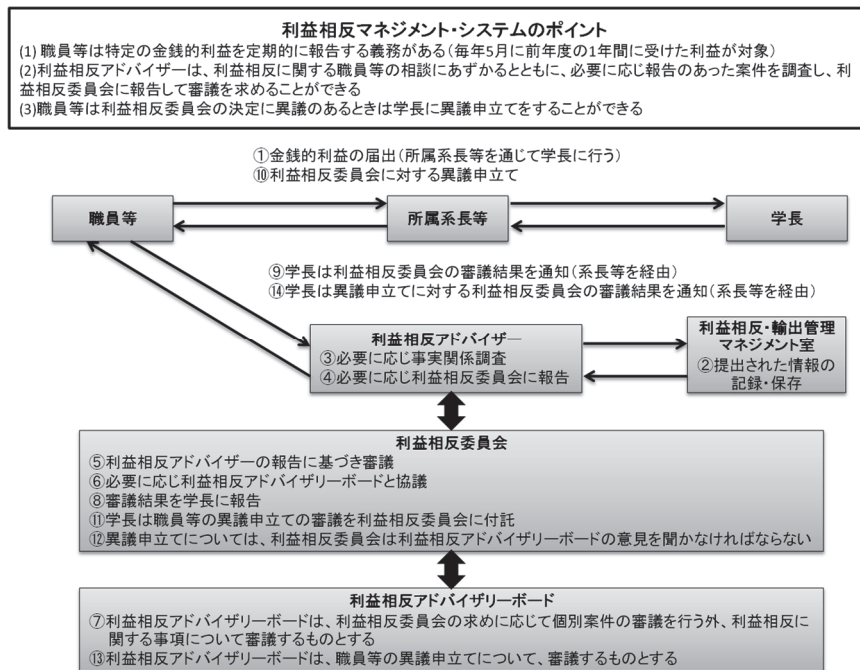 利益相反マネジメント・システムのポイント
(1) 職員等は特定の金銭的利益を定期的に報告する義務がある(毎年5月に前年度の1年間に受けた利益が対象)
(2)利益相反アドバイザーは、利益相反に関する職員等の相談にあずかるとともに、必要に応じ報告のあった案件を調査し、利
益相反委員会に報告して審議を求めることができる
(3)職員等は利益相反委員会の決定に異議のあるときは学長に異議申立てをすることができる
①金銭的利益の届出(所属系長等を通じて学長に行う)
⑩利益相反委員会に対する異議申立て
職員等
所属系長等
学長
⑨学長は利益相反委員会の審議結果を通知(系長等を経由)
⑭学長は異議申立てに対する利益相反委員会の審議結果を通知(系長等を経由)
利益相反アドバイザー
③必要に応じ事実関係調査
④必要に応じ利益相反委員会に報告
利益相反・輸出管理
マネジメント室
②提出された情報の
記録・保存
利益相反委員会
⑤利益相反アドバイザーの報告に基づき審議
⑥必要に応じ利益相反アドバイザリーボードと協議
⑧審議結果を学長に報告
⑪学長は職員等の異議申立ての審議を利益相反委員会に付託
⑫異議申立てについては、利益相反委員会は利益相反アドバイザリーボードの意見を聞かなければならない
利益相反アドバイザリーボード
⑦利益相反アドバイザリーボードは、利益相反委員会の求めに応じて個別案件の審議を行う外、利益相反に
関する事項について審議するものとする
⑬利益相反アドバイザリーボードは、職員等の異議申立てについて、審議するものとする